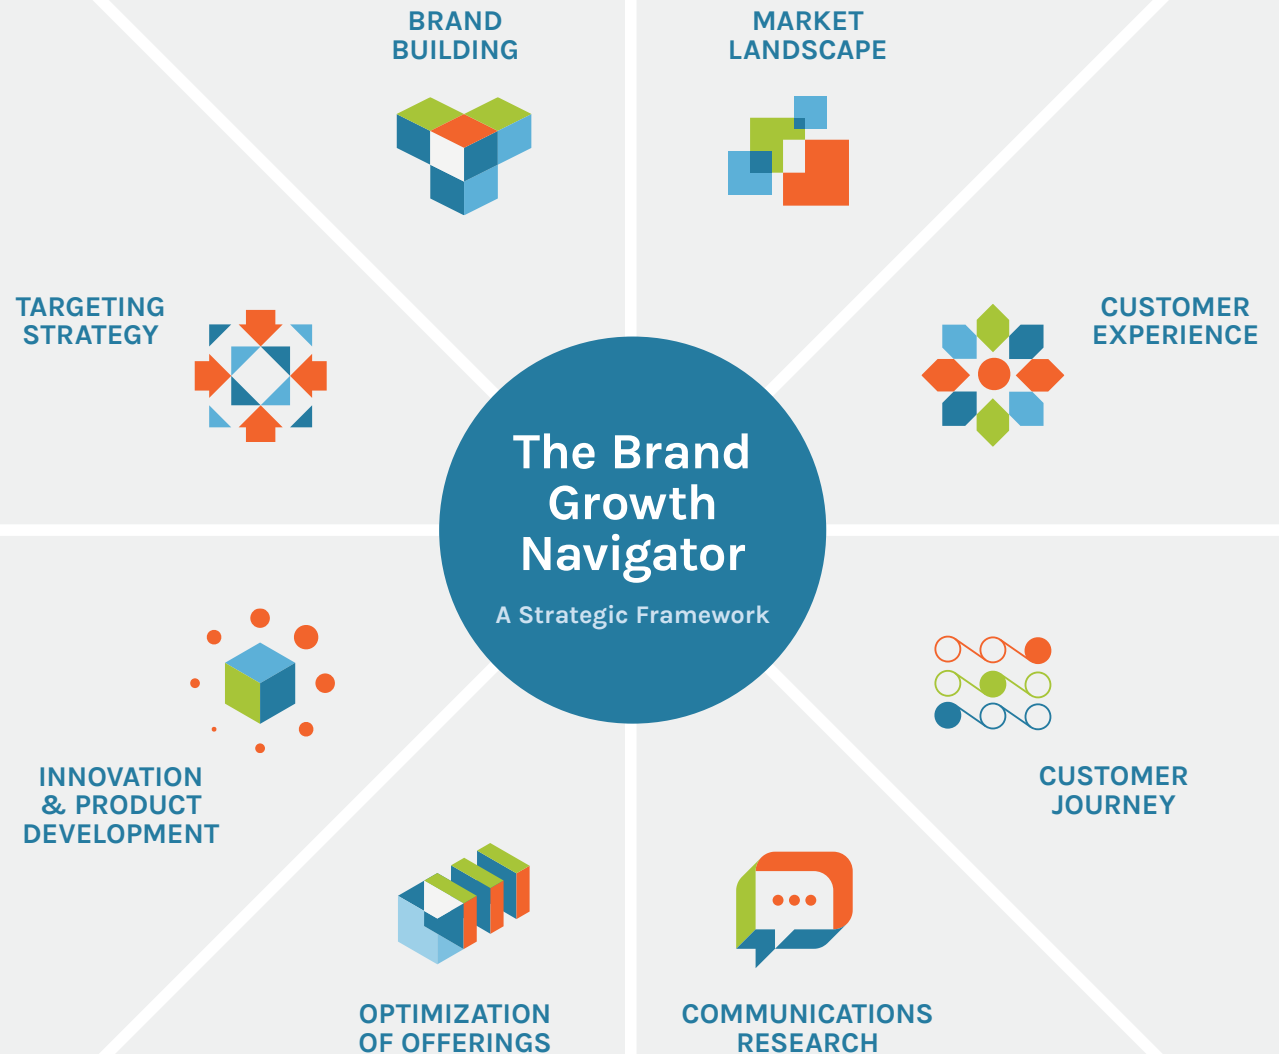 BRAND
BUILDING
MARKET
LANDSCAPE
TARGETING
STRATEGY
CUSTOMER
EXPERIENCE
The Brand
Growth
Navigator
A Strategic Framework
INNOVATION
& PRODUCT
DEVELOPMENT
CUSTOMER
JOURNEY
OPTIMIZATION
OF OFFERINGS
COMMUNICATIONS
RESEARCH